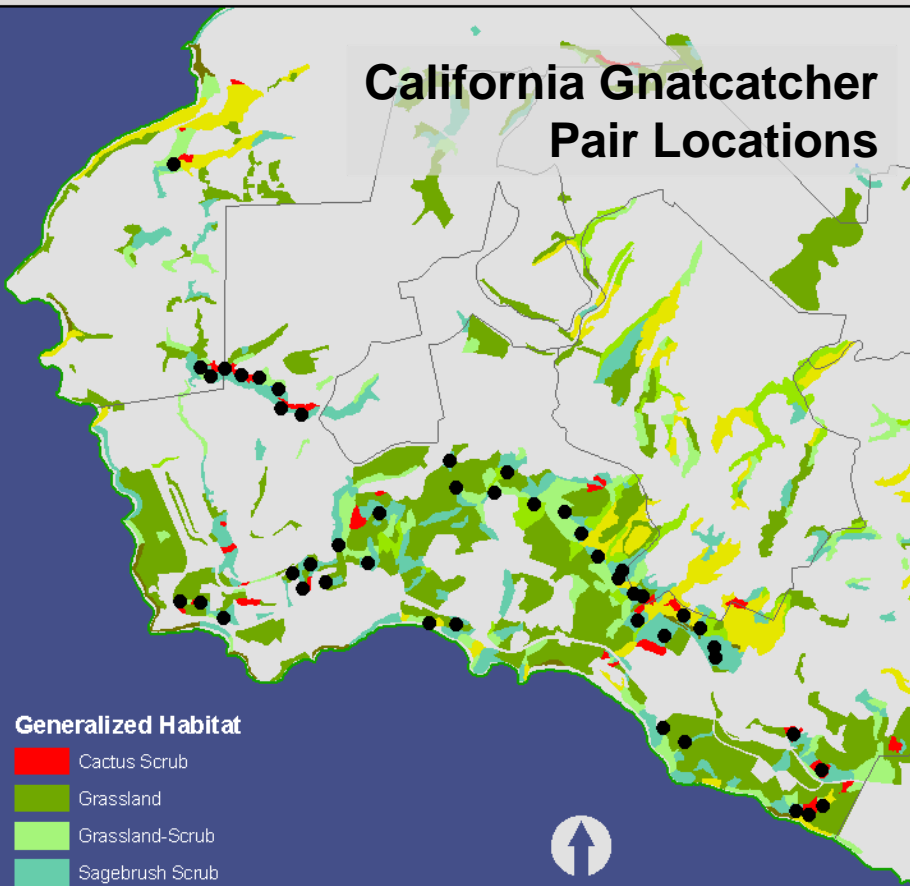 California Gnatcatcher
Pair Locations
Generalized Habitat
Cactus Scrub
Grassland
Grassland-Scrub
Sagebrush Scrub